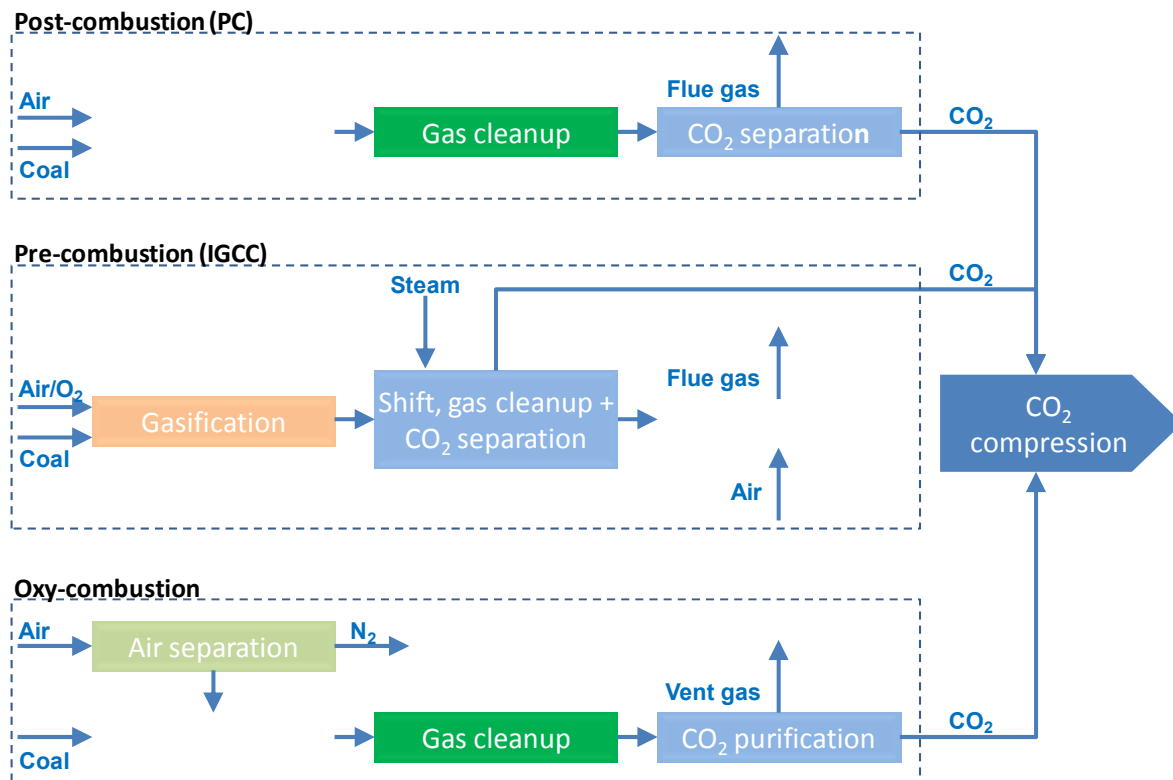 Post-combustion (PC)
Air
Coal
Gas cleanup
Flue gas
CO₂ separation
CO₂
Pre-combustion (IGCC)
Steam
CO₂
Air/O₂
Coal
Gasification
Shift, gas cleanup +
CO₂ separation
Flue gas
Air
CO₂
compression
Oxy-combustion
Air
Air separation
N₂
Coal
Gas cleanup
Vent gas
CO₂ purification
CO₂